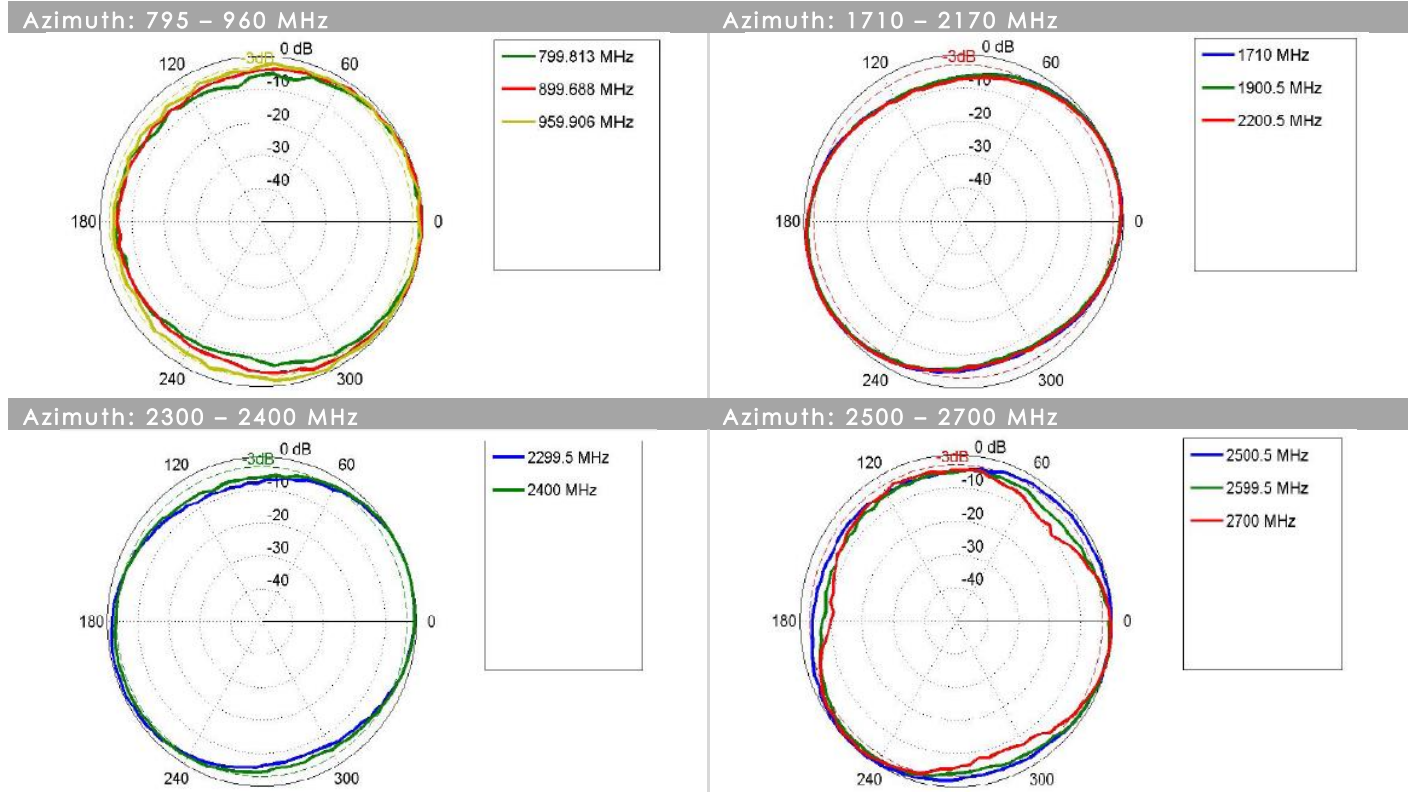 Azimuth: 795 – 960 MHz
0 dB
-3dB
120
60
-10
-20
-30
-40
180
0
240
300
799.813 MHz
899.688 MHz
959.906 MHz
Azimuth: 1710 – 2170 MHz
0 dB
-3dB
120
60
-10
-20
-30
-40
180
0
240
300
1710 MHz
1900.5 MHz
2200.5 MHz
Azimuth: 2300 – 2400 MHz
0 dB
-3dB
120
60
-10
-20
-30
-40
180
0
240
300
2299.5 MHz
2400 MHz
Azimuth: 2500 – 2700 MHz
0 dB
-3dB
120
60
-10
-20
-30
-40
180
0
240
300
2500.5 MHz
2599.5 MHz
2700 MHz